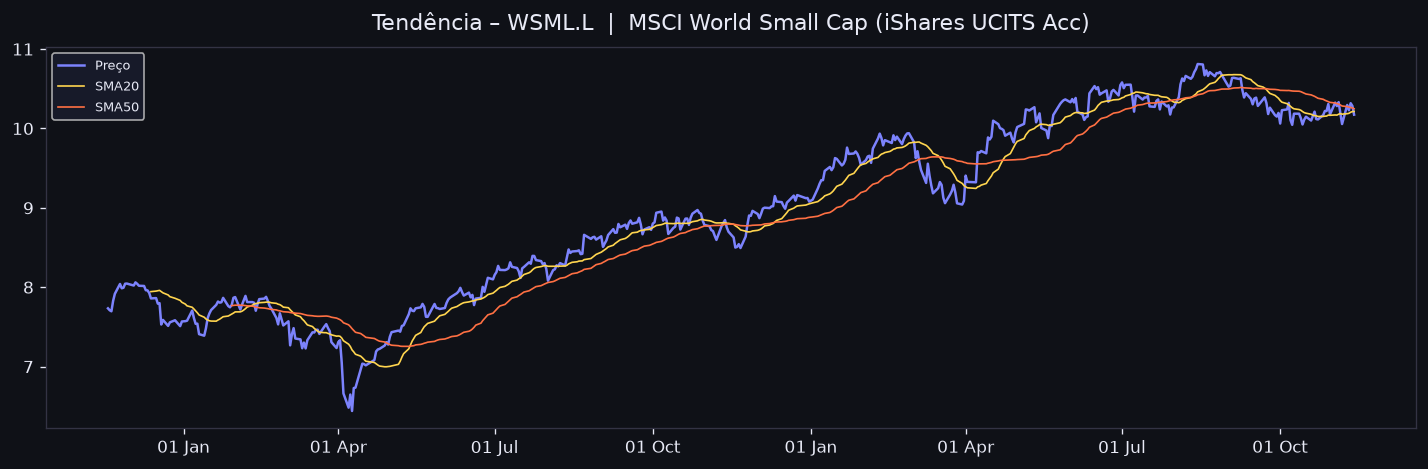 Tendência – WSML.L | MSCI World Small Cap (iShares UCITS Acc)
11
10
9
8
7
Preço
SMA20
SMA50
01 Jan
01 Apr
01 Jul
01 Oct
01 Jan
01 Apr
01 Jul
01 Oct